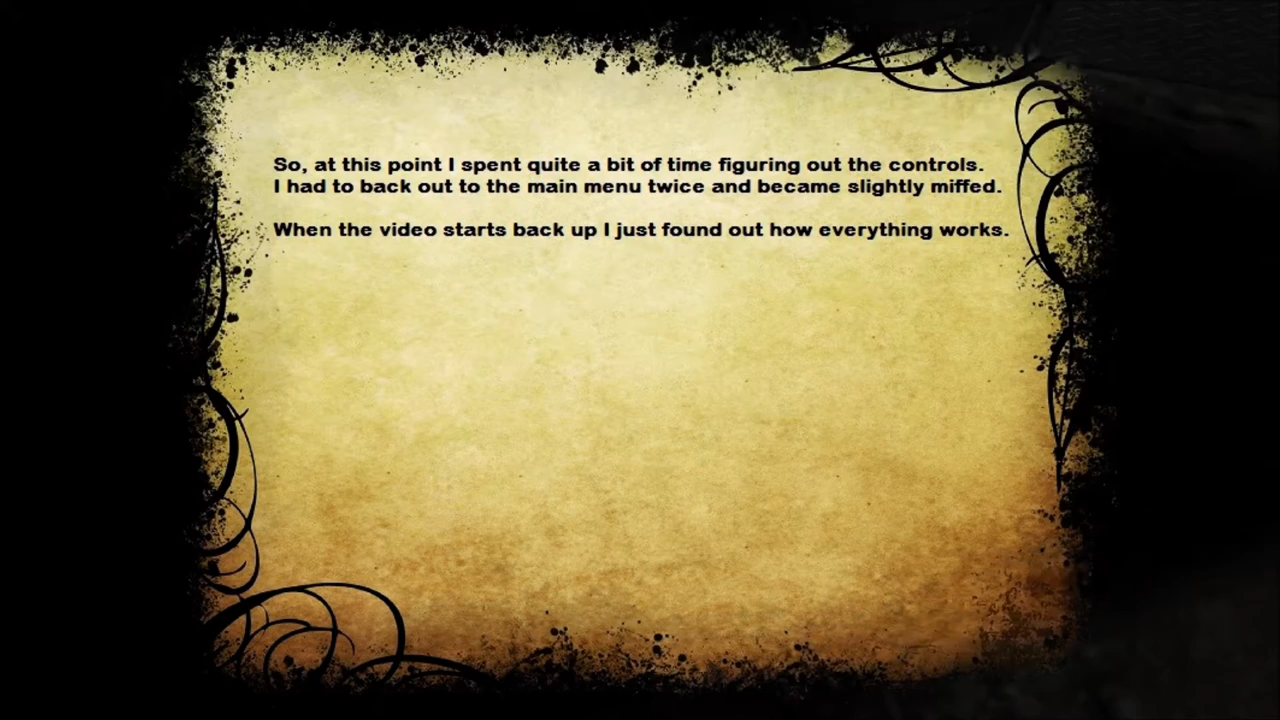 So, at this point I spent quite a bit of time figuring out the controls.
I had to back out to the main menu twice and became slightly miffed.
When the video starts back up I just found out how everything works.